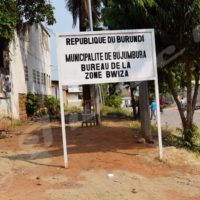 REPUBLIQUE DU BURUNDI
MUNICIPALITE DE BUJUMBURA
BUREAU DE LA
ZONE BWIZA